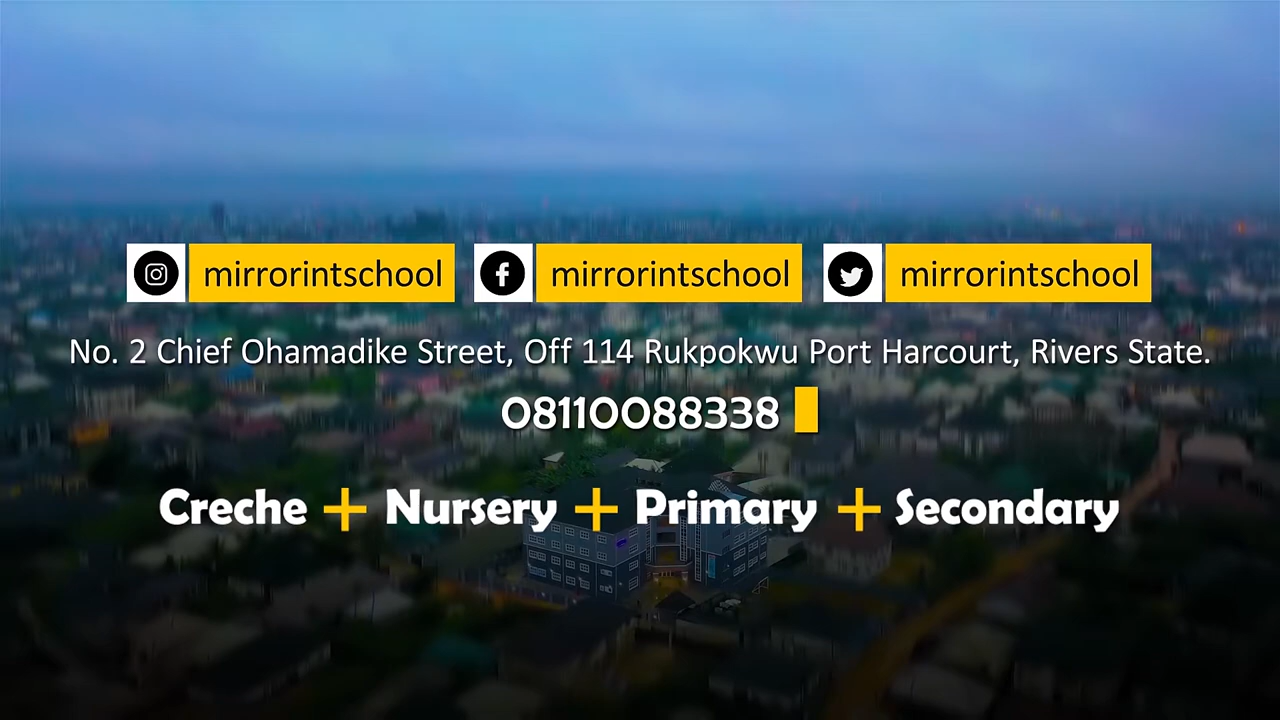 mirrorintschool mirrorintschool mirrorintschool
No. 2 Chief Ohamadike Street, Off 114 Rukpokwu Port Harcourt, Rivers State.
08110088338
Creche + Nursery + Primary + Secondary